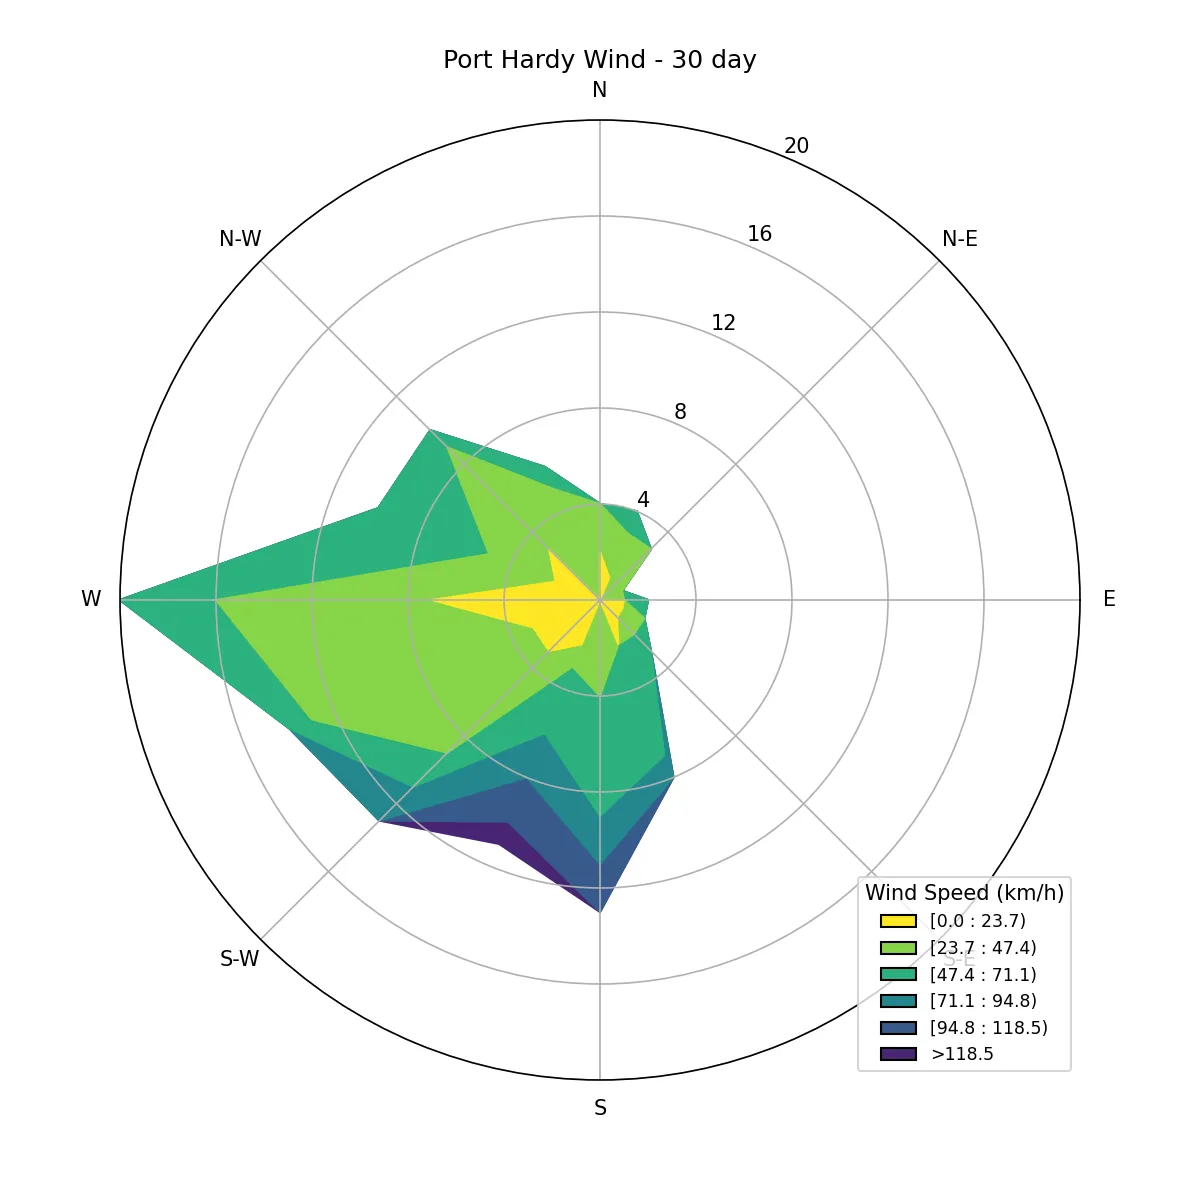 Port Hardy Wind - 30 day
N
20
N-W
N-E
16
12
8
4
W
E
S-W
S-E
S
Wind Speed (km/h)
[0.0 : 23.7)
[23.7 : 47.4)
[47.4 : 71.1)
[71.1 : 94.8)
[94.8 : 118.5)
>118.5